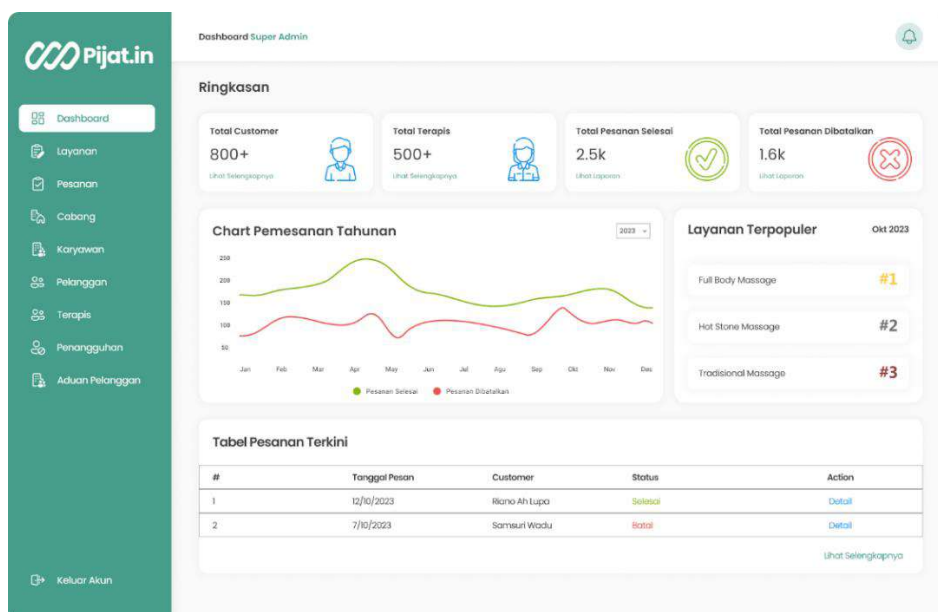 Pijat.in
Dashboard
Layanan
Pesanan
Cabang
Karyawan
Pelanggan
Terapis
Penangguhan
Aduan Pelanggan
Keluar Akun
Dashboard Super Admin
Ringkasan
Total Customer
800+
Lihat Selengkapnya
Total Terapis
500+
Lihat Selengkapnya
Total Pesanan Selesai
2.5k
Lihat Laporan
Total Pesanan Dibatalkan
1.6k
Lihat Laporan
Chart Pemesanan Tahunan
2023
250
200
150
100
50
Jan Feb Mar Apr May Jun Jul Agu Sep Okt Nov Des
Pesanan Selesai Pesanan Dibatalkan
Layanan Terpopuler Okt 2023
Full Body Massage #1
Hot Stone Massage #2
Tradisional Massage #3
Tabel Pesanan Terkini
# Tanggal Pesan Customer Status Action
1 12/10/2023 Riano Ah Lupa Selesai Detail
2 7/10/2023 Samsuri Wadu Batal Detail
Lihat Selengkapnya